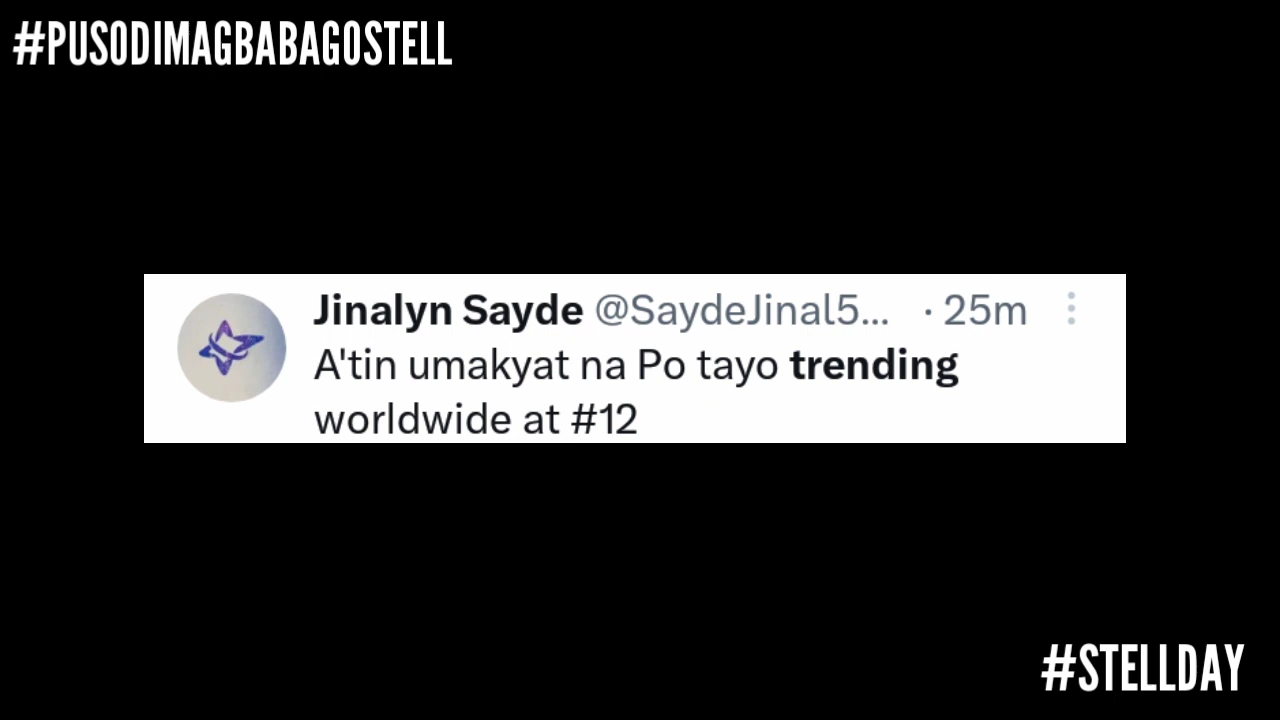 #PUSODIMAGBABAGOSTELL
Jinalyn Sayde @SaydeJinal5... · 25m
A'tin umakyat na Po tayo trending
worldwide at #12
#STELLDAY